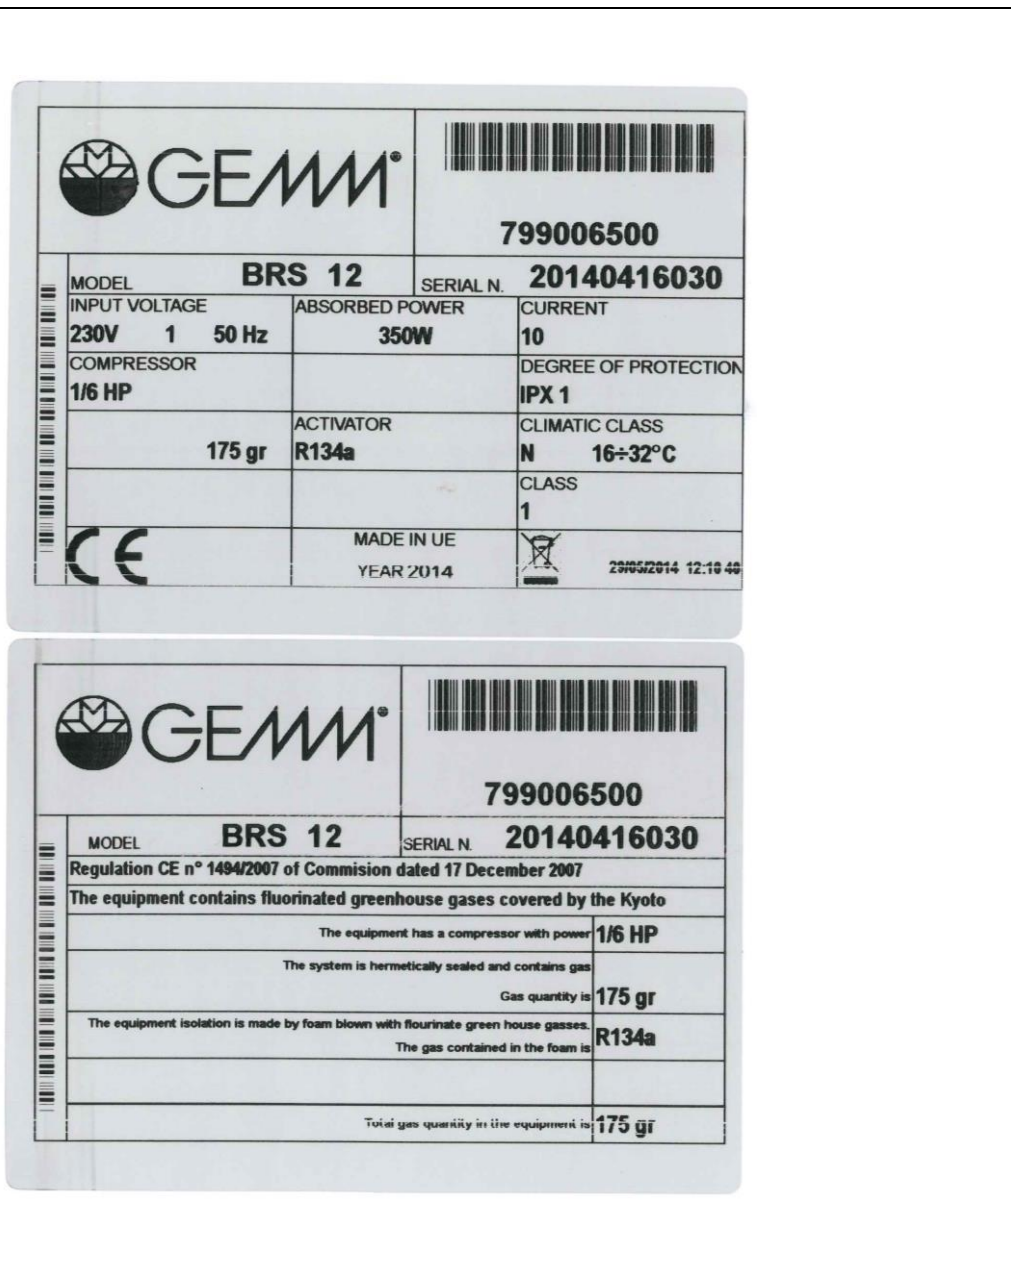 GEMM®
799006500
MODEL BRS 12 SERIAL N. 20140416030
INPUT VOLTAGE ABSORBED POWER CURRENT
230V 1 50 Hz 350W 10
COMPRESSOR DEGREE OF PROTECTION
1/6 HP IPX 1
ACTIVATOR CLIMATIC CLASS
175 gr R134a N 16÷32°C
CLASS
1
CE MADE IN UE
YEAR 2014 29/05/2014 12:10 40
GEMM®
799006500
MODEL BRS 12 SERIAL N. 20140416030
Regulation CE n° 1494/2007 of Commision dated 17 December 2007
The equipment contains fluorinated greenhouse gases covered by the Kyoto
The equipment has a compressor with power 1/6 HP
The system is hermetically sealed and contains gas
Gas quantity is 175 gr
The equipment isolation is made by foam blown with flourinate green house gasses.
The gas contained in the foam is R134a
Total gas quantity in the equipment is 175 gr